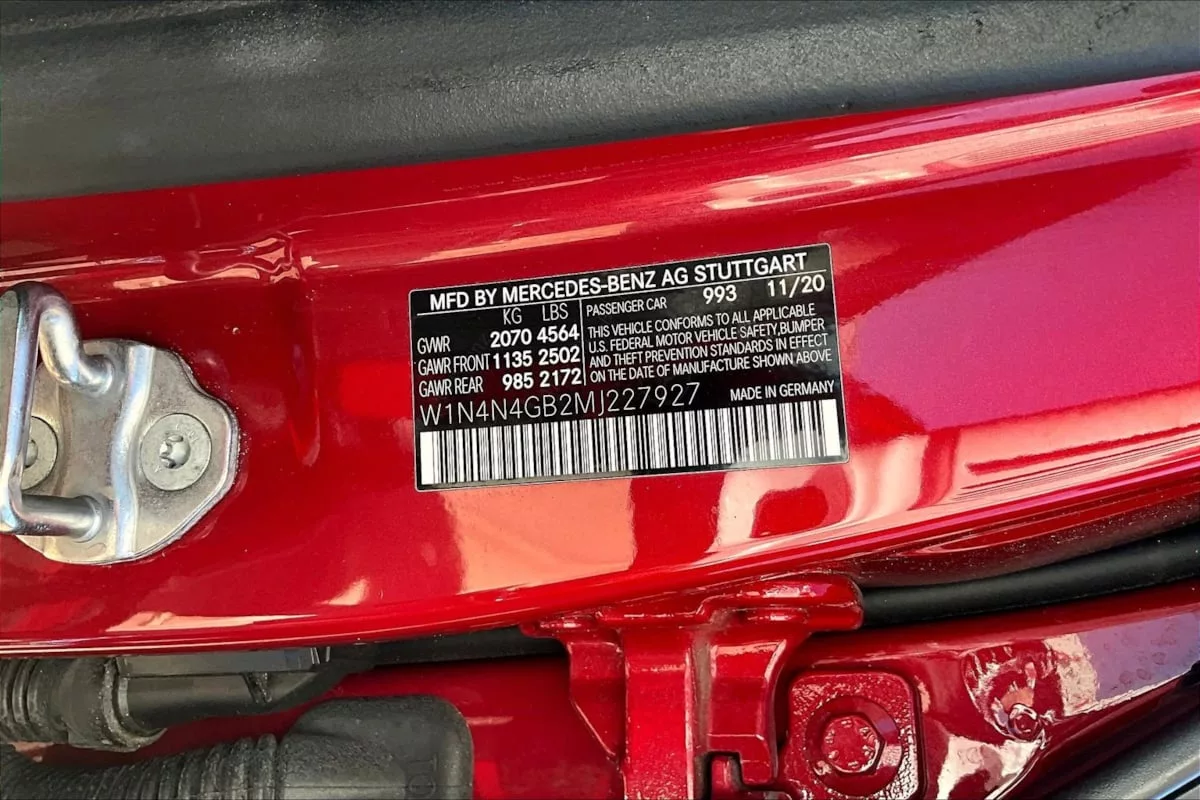 MFD BY MERCEDES-BENZ AG STUTTGART
KG LBS
GVWR 2070 4564
GAWR FRONT 1135 2502
GAWR REAR 985 2172
PASSENGER CAR 993 11/20
THIS VEHICLE CONFORMS TO ALL APPLICABLE
U.S. FEDERAL MOTOR VEHICLE SAFETY,BUMPER
AND THEFT PREVENTION STANDARDS IN EFFECT
ON THE DATE OF MANUFACTURE SHOWN ABOVE
W1N4N4GB2MJ227927 MADE IN GERMANY